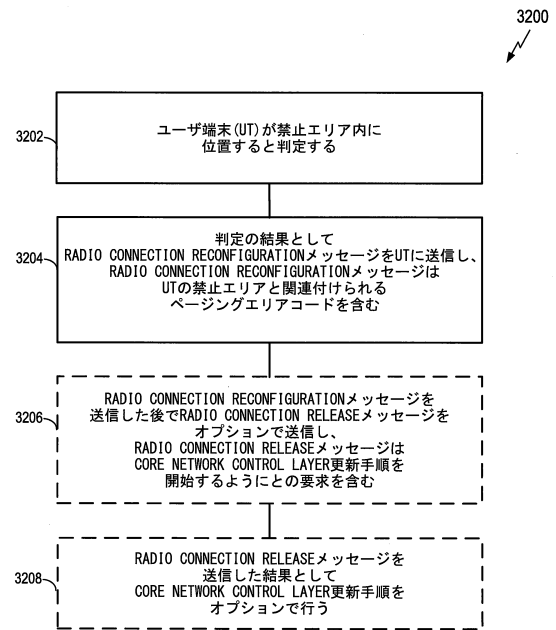 3200
3202
ユーザ端末(UT)が禁止エリア内に
位置すると判定する
3204
判定の結果として
RADIO CONNECTION RECONFIGURATIONメッセージをUTに送信し、
RADIO CONNECTION RECONFIGURATIONメッセージは
UTの禁止エリアと関連付けられる
ページングエリアコードを含む
3206
RADIO CONNECTION RECONFIGURATIONメッセージを
送信した後でRADIO CONNECTION RELEASEメッセージを
オプションで送信し、
RADIO CONNECTION RELEASEメッセージは
CORE NETWORK CONTROL LAYER更新手順を
開始するようにとの要求を含む
3208
RADIO CONNECTION RELEASEメッセージを
送信した結果として
CORE NETWORK CONTROL LAYER更新手順を
オプションで行う